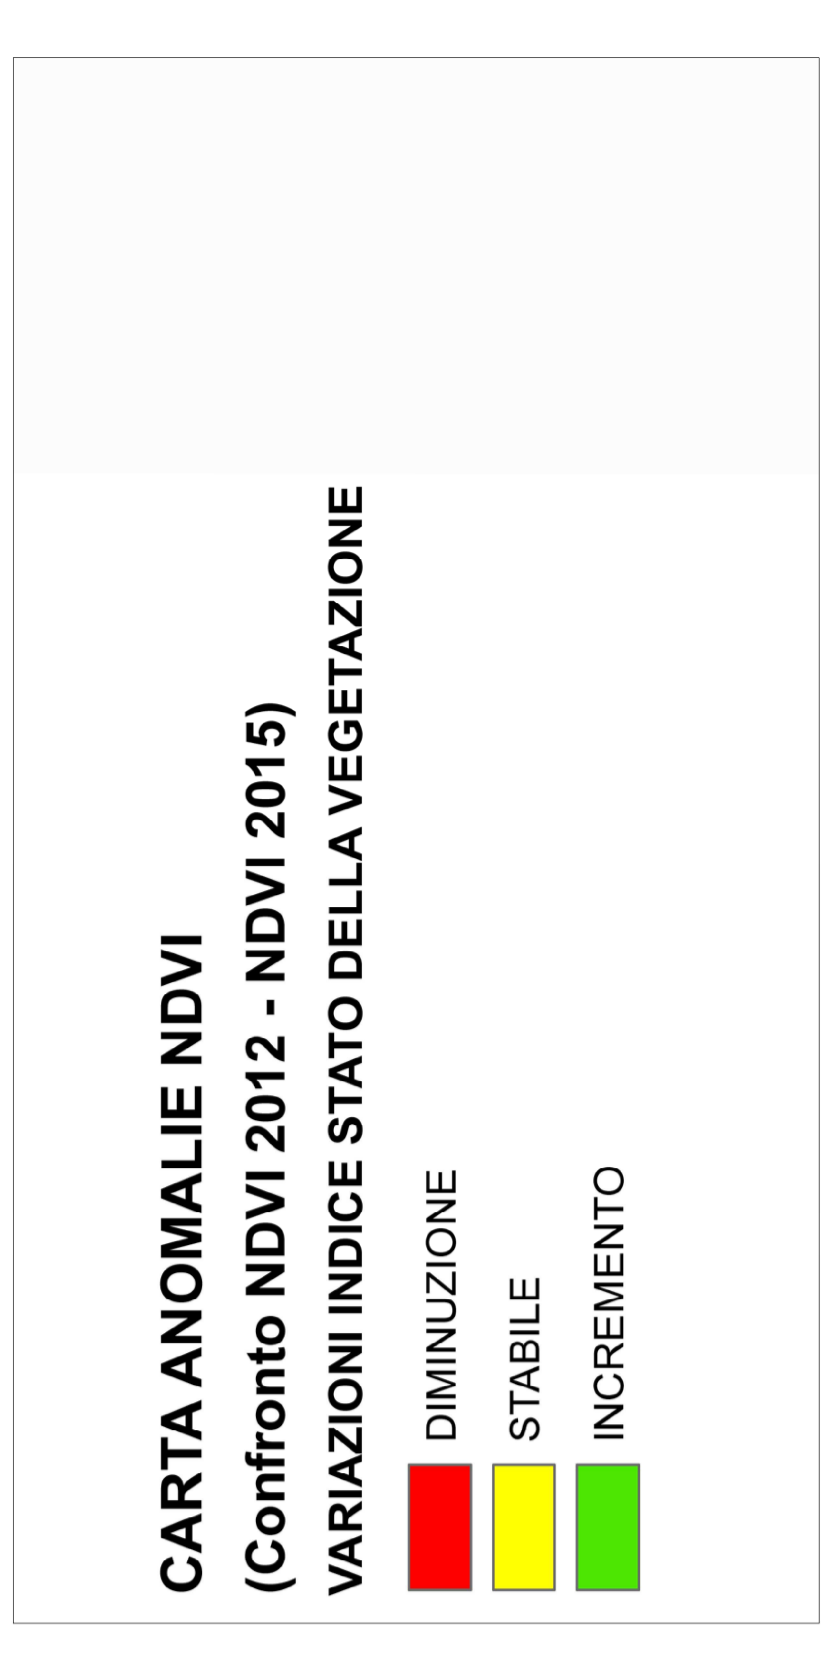 CARTA ANOMALIE NDVI
(Confronto NDVI 2012 - NDVI 2015)
VARIAZIONI INDICE STATO DELLA VEGETAZIONE
DIMINUZIONE
STABILE
INCREMENTO